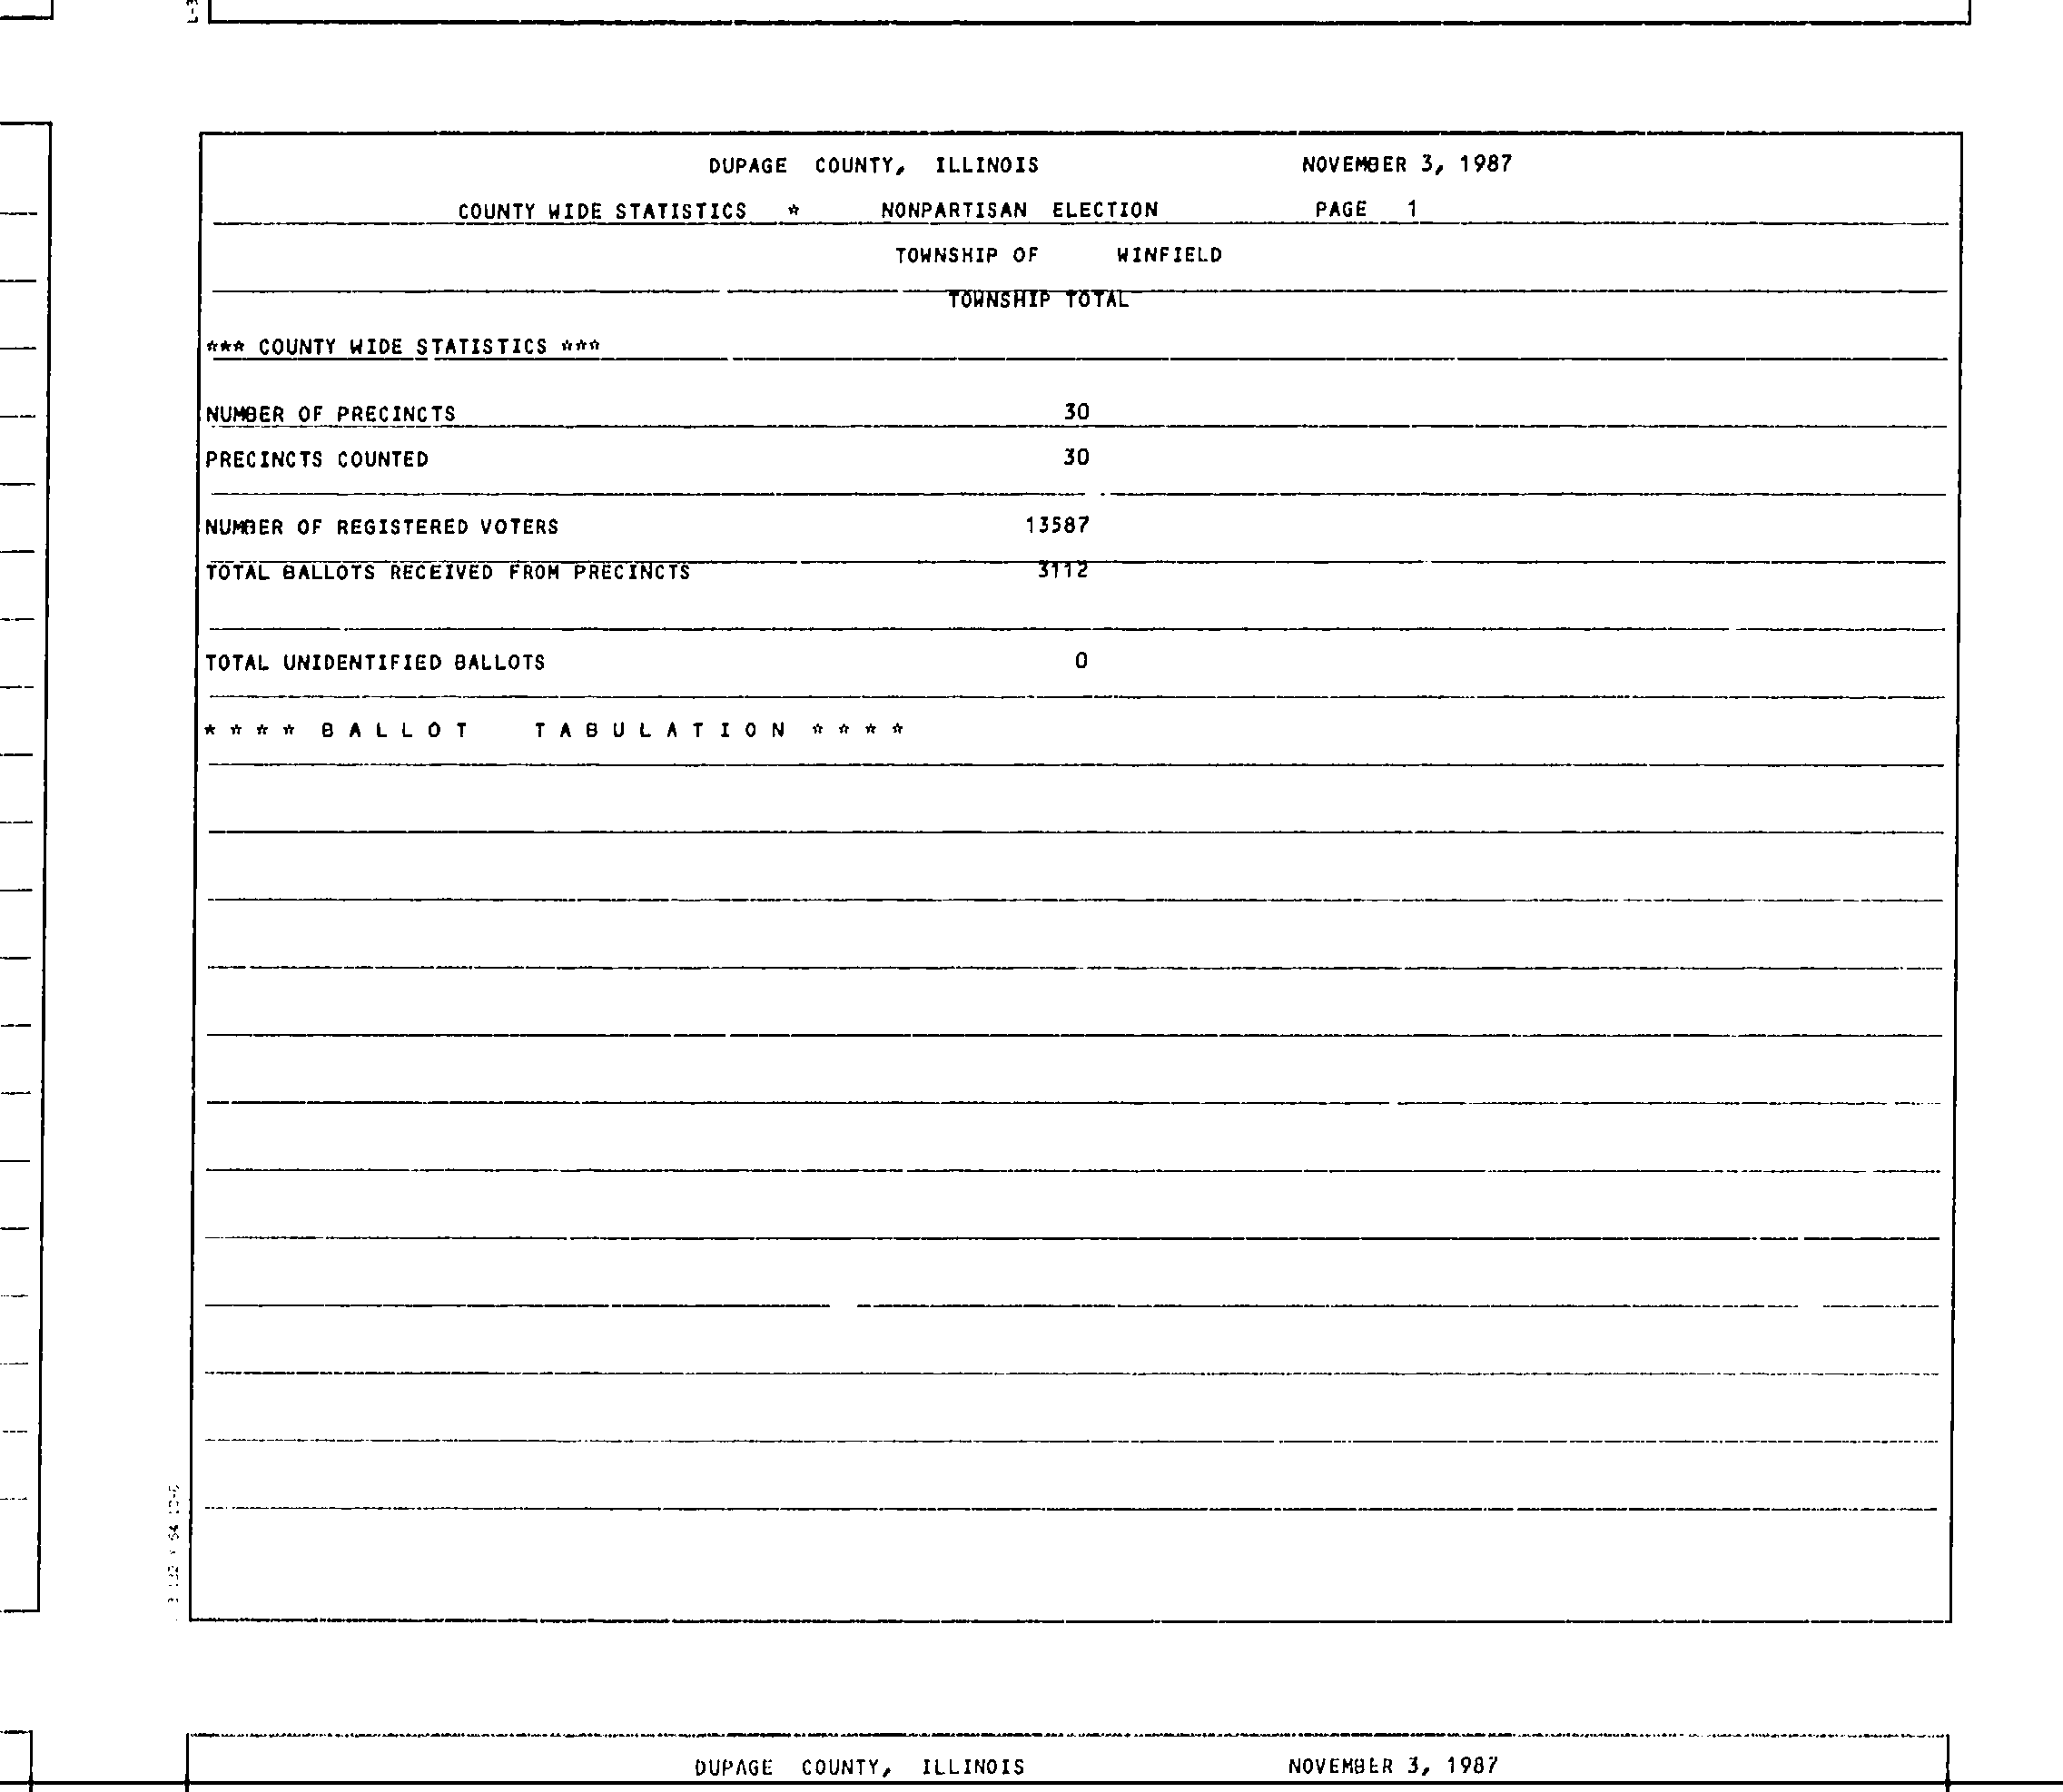 DUPAGE COUNTY, ILLINOIS NOVEMBER 3, 1987
COUNTY WIDE STATISTICS * NONPARTISAN ELECTION PAGE 1
TOWNSHIP OF WINFIELD
TOWNSHIP TOTAL
*** COUNTY WIDE STATISTICS ***
NUMBER OF PRECINCTS 30
PRECINCTS COUNTED 30
NUMBER OF REGISTERED VOTERS 13587
TOTAL BALLOTS RECEIVED FROM PRECINCTS 3112
TOTAL UNIDENTIFIED BALLOTS 0
* * * * B A L L O T   T A B U L A T I O N * * * *
DUPAGE COUNTY, ILLINOIS NOVEMBER 3, 1987